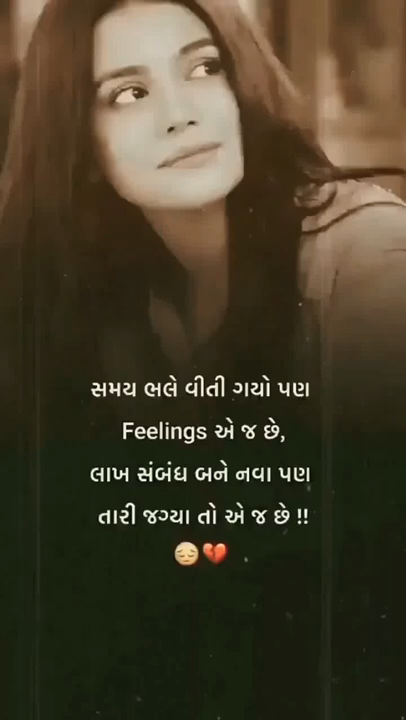 સમય ભલે વીતી ગયો પણ
Feelings એ જ છે,
લાખ સંબંધ બને નવા પણ
તારી જગ્યા તો એ જ છે !!
😔💔